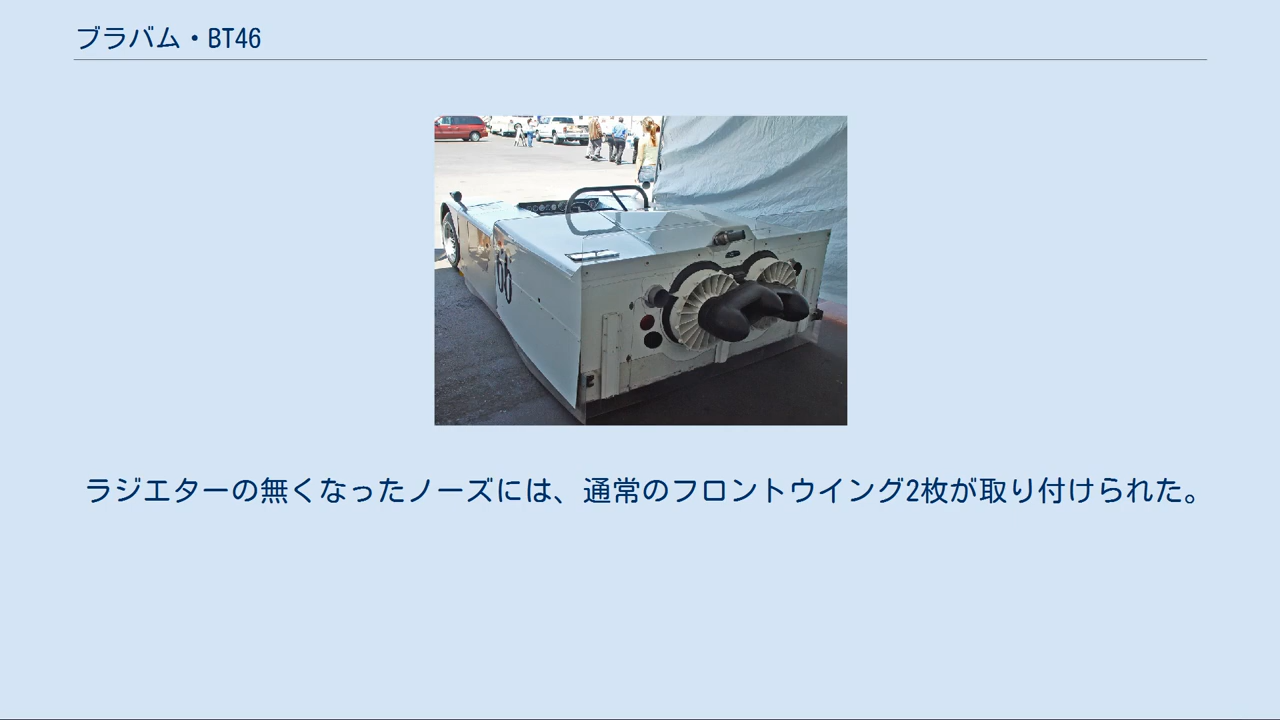 ブラバム・BT46
66
ラジエターの無くなったノーズには、通常のフロントウイング2枚が取り付けられた。